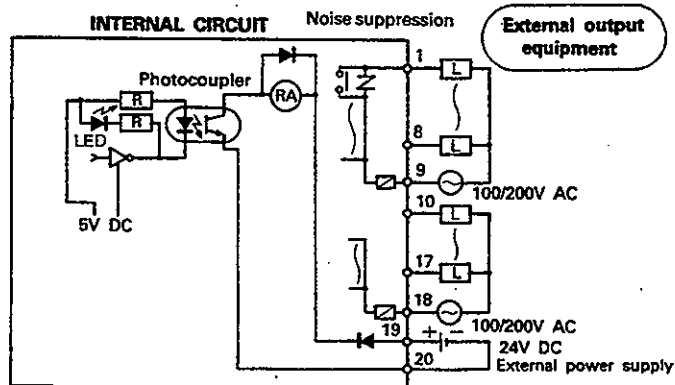 INTERNAL CIRCUIT
Noise suppression
External output
equipment
Photocoupler
RA
R
R
LED
5V DC
1
L
8
L
9
100/200V AC
10
L
17
L
18
100/200V AC
19
+ -
24V DC
20
External power supply